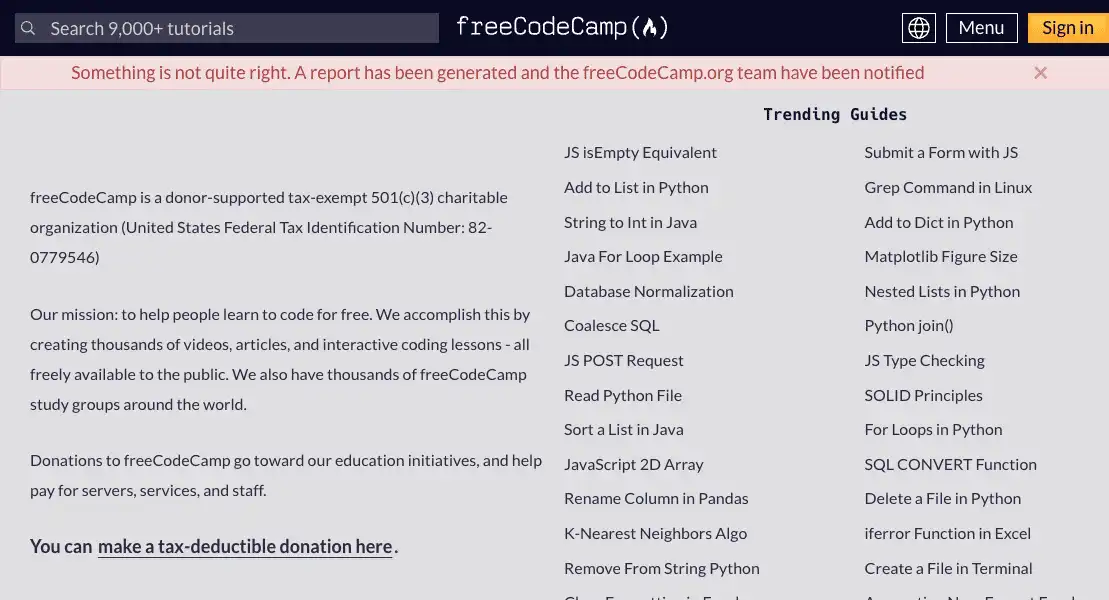 Search 9,000+ tutorials
freeCodeCamp(🔥)
Menu
Sign in
Something is not quite right. A report has been generated and the freeCodeCamp.org team have been notified
×
freeCodeCamp is a donor-supported tax-exempt 501(c)(3) charitable
organization (United States Federal Tax Identification Number: 82-
0779546)
Our mission: to help people learn to code for free. We accomplish this by
creating thousands of videos, articles, and interactive coding lessons - all
freely available to the public. We also have thousands of freeCodeCamp
study groups around the world.
Donations to freeCodeCamp go toward our education initiatives, and help
pay for servers, services, and staff.
You can make a tax-deductible donation here.
Trending Guides
JS isEmpty Equivalent
Add to List in Python
String to Int in Java
Java For Loop Example
Database Normalization
Coalesce SQL
JS POST Request
Read Python File
Sort a List in Java
JavaScript 2D Array
Rename Column in Pandas
K-Nearest Neighbors Algo
Remove From String Python
Submit a Form with JS
Grep Command in Linux
Add to Dict in Python
Matplotlib Figure Size
Nested Lists in Python
Python join()
JS Type Checking
SOLID Principles
For Loops in Python
SQL CONVERT Function
Delete a File in Python
iferror Function in Excel
Create a File in Terminal